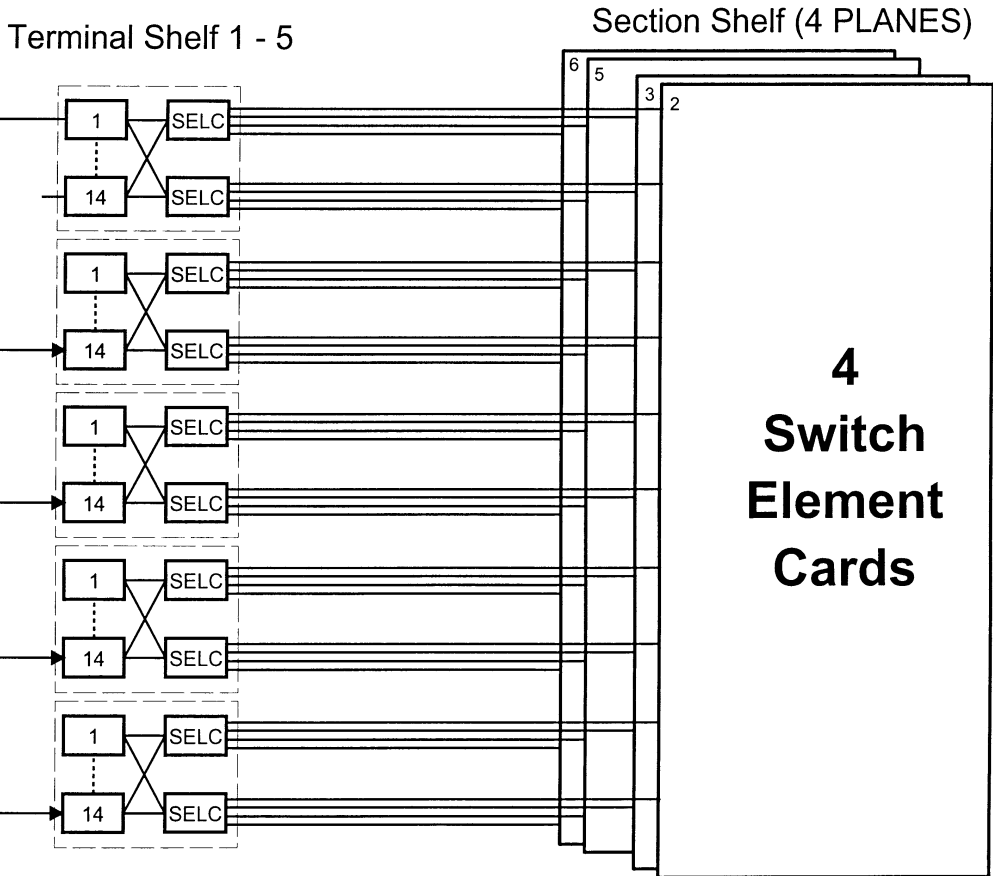 Terminal Shelf 1 - 5
Section Shelf (4 PLANES)
6
5
3
2
1
SELC
14
SELC
1
SELC
14
SELC
1
SELC
14
SELC
1
SELC
14
SELC
1
SELC
14
SELC
4
Switch
Element
Cards